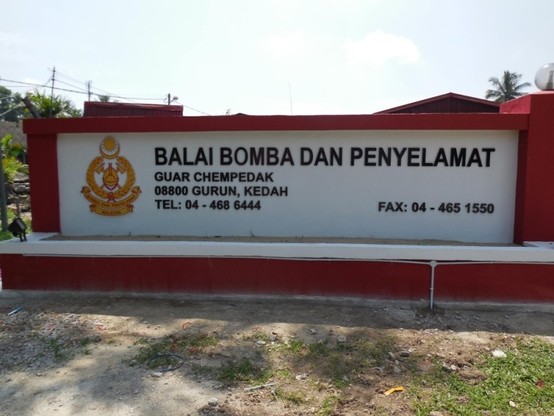 BALAI BOMBA DAN PENYELAMAT
GUAR CHEMPEDAK
08800 GURUN, KEDAH
TEL: 04 - 468 6444
FAX: 04 - 465 1550